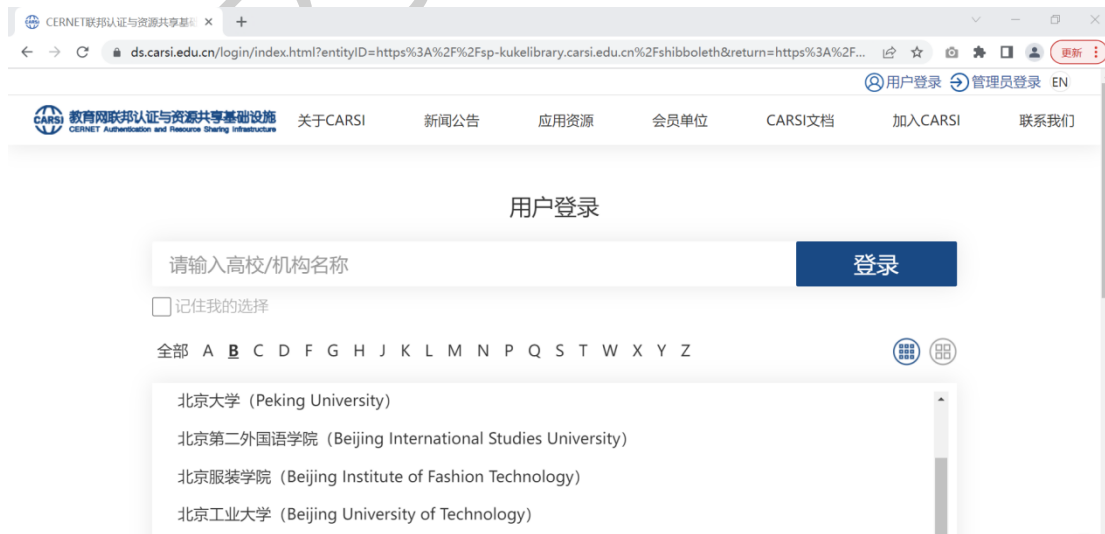 CERNET联邦认证与资源共享基
ds.carsi.edu.cn/login/index.html?entityID=https%3A%2F%2Fsp-kukelibrary.carsi.edu.cn%2Fshibboleth&return=https%3A%2F...
更新
用户登录 管理员登录 EN
CARSI 教育网联邦认证与资源共享基础设施
CERNET Authentication and Resource Sharing Infrastructure
关于CARSI 新闻公告 应用资源 会员单位 CARSI文档 加入CARSI 联系我们
用户登录
请输入高校/机构名称 登录
记住我的选择
全部 A B C D F G H J K L M N P Q S T W X Y Z
北京大学（Peking University）
北京第二外国语学院（Beijing International Studies University）
北京服装学院（Beijing Institute of Fashion Technology）
北京工业大学（Beijing University of Technology）